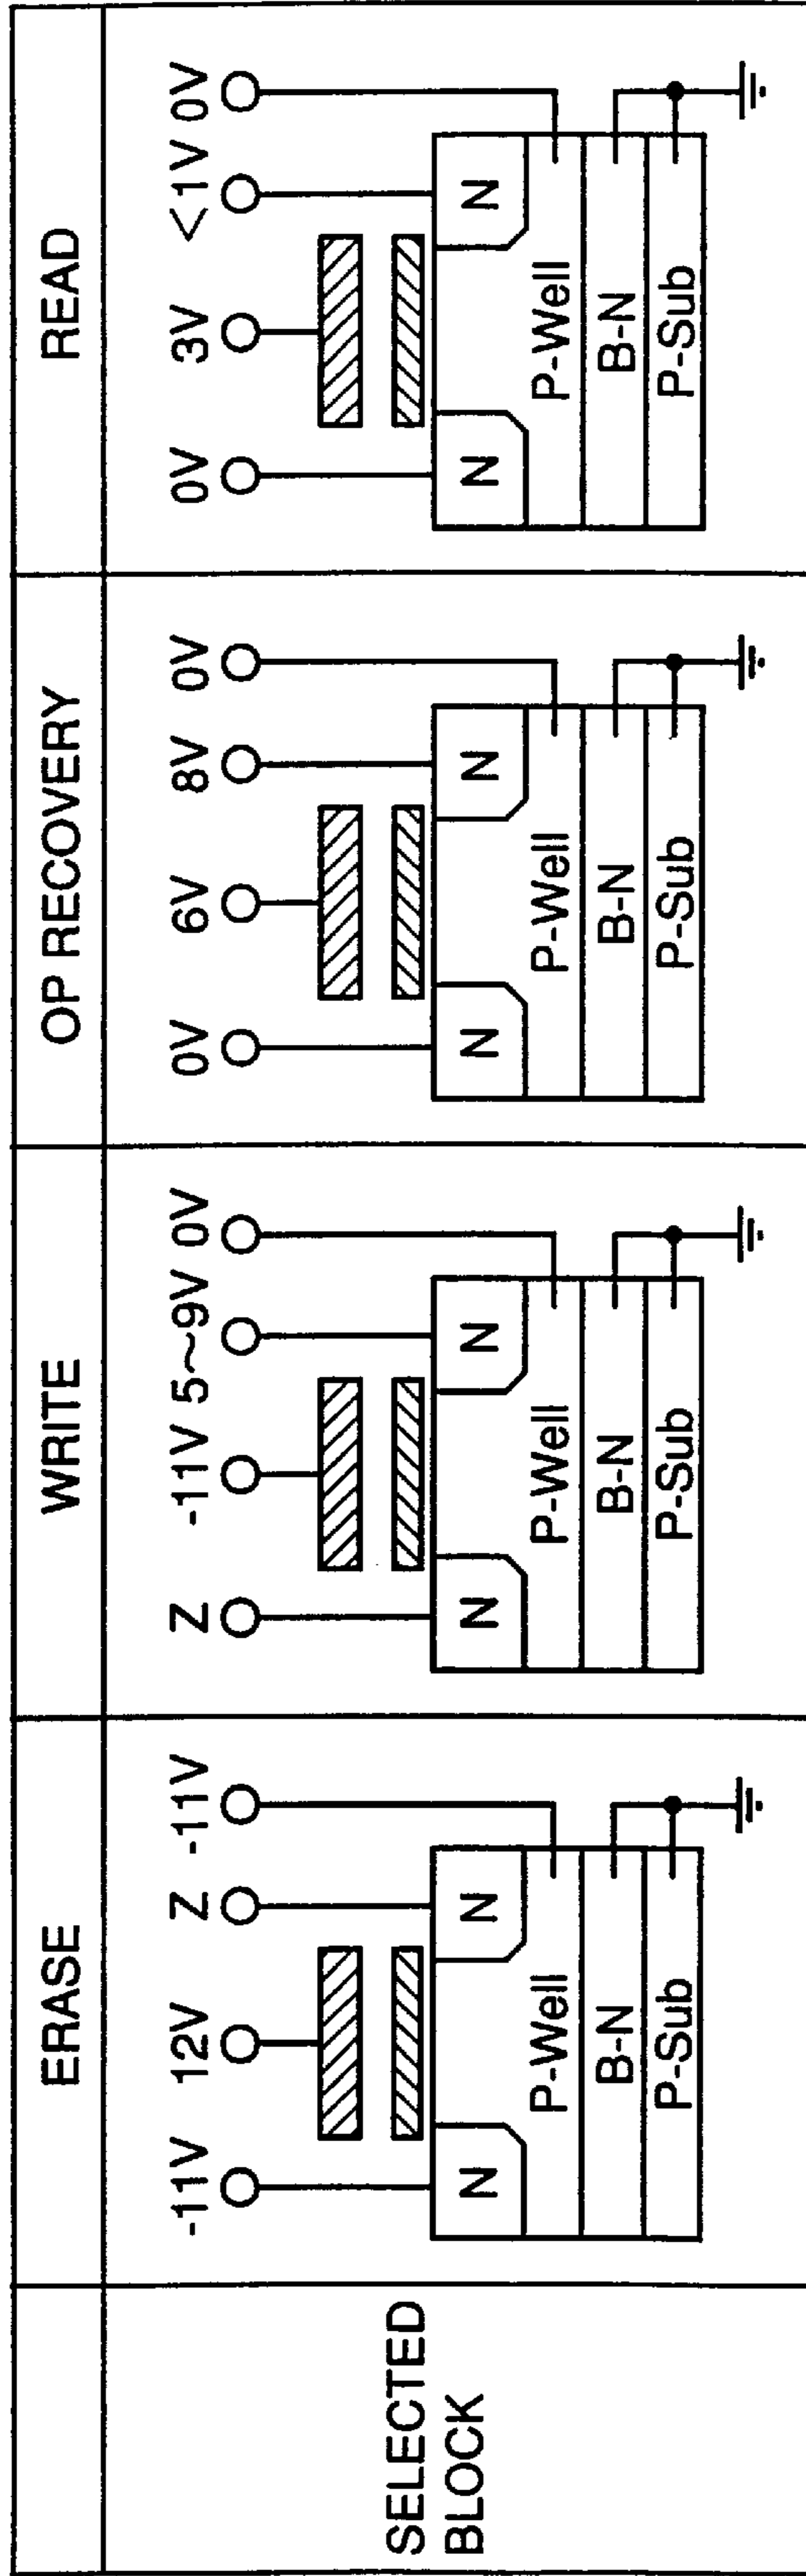 ERASE
WRITE
OP RECOVERY
READ
SELECTED
BLOCK
-11V 12V Z -11V
N N
P-Well
B-N
P-Sub
Z -11V 5~9V 0V
N N
P-Well
B-N
P-Sub
0V 6V 8V 0V
N N
P-Well
B-N
P-Sub
0V 3V <1V 0V
N N
P-Well
B-N
P-Sub